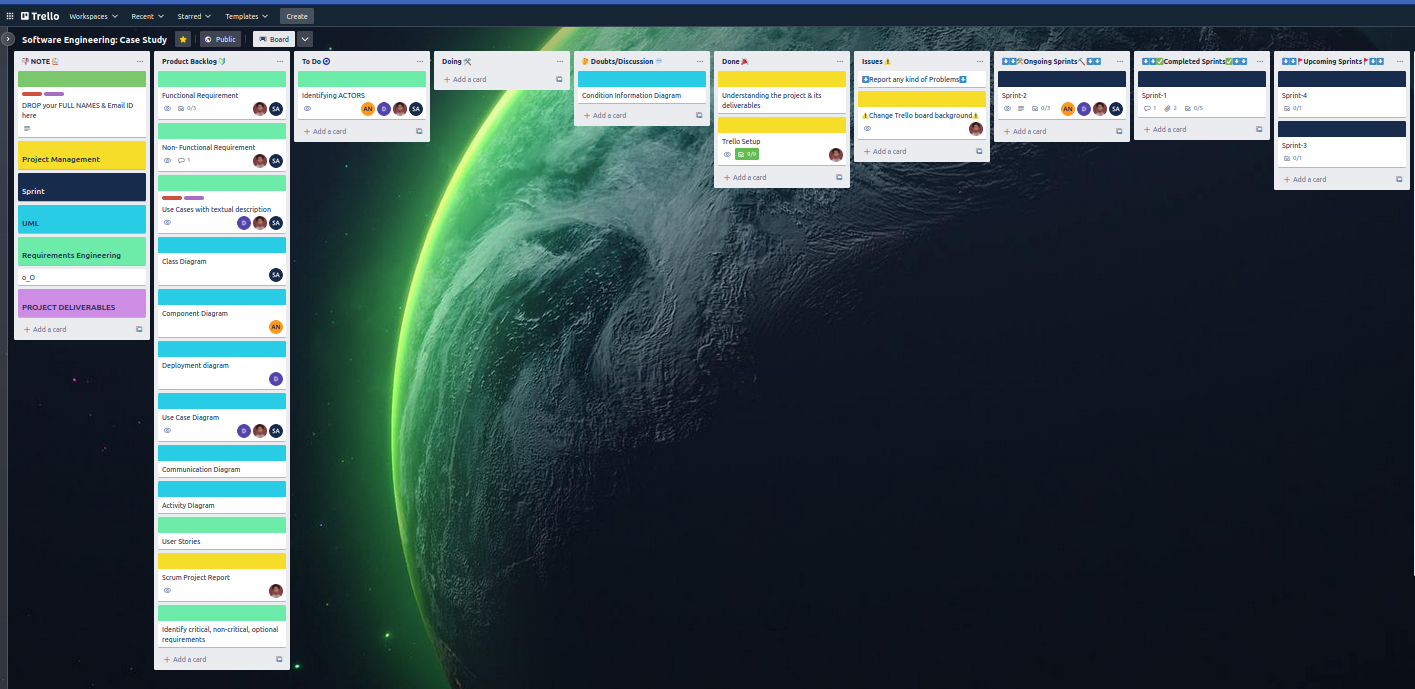 Trello
Workspaces
Recent
Starred
Templates
Create
Software Engineering: Case Study
Public
Board
NOTE
DROP your FULL NAMES & Email ID
here
Project Management
Sprint
UML
Requirements Engineering
o_O
PROJECT DELIVERABLES
+ Add a card
Product Backlog
Functional Requirement
0/3
SA
Non- Functional Requirement
1
SA
Use Cases with textual description
D
SA
Class Diagram
SA
Component Diagram
AN
Deployment diagram
D
Use Case Diagram
D
SA
Communication Diagram
Activity Diagram
User Stories
Scrum Project Report
Identify critical, non-critical, optional
requirements
+ Add a card
To Do
Identifying ACTORS
AN
D
SA
+ Add a card
Doing
+ Add a card
Doubts/Discussion
Condition Information Diagram
+ Add a card
Done
Understanding the project & its
deliverables
Trello Setup
+ Add a card
Issues
Report any kind of Problems
Change Trello board background
+ Add a card
Ongoing Sprints
Sprint-2
0/3
AN
D
SA
+ Add a card
Completed Sprints
Sprint-1
1
2
0/5
+ Add a card
Upcoming Sprints
Sprint-4
0/1
Sprint-3
0/1
+ Add a card